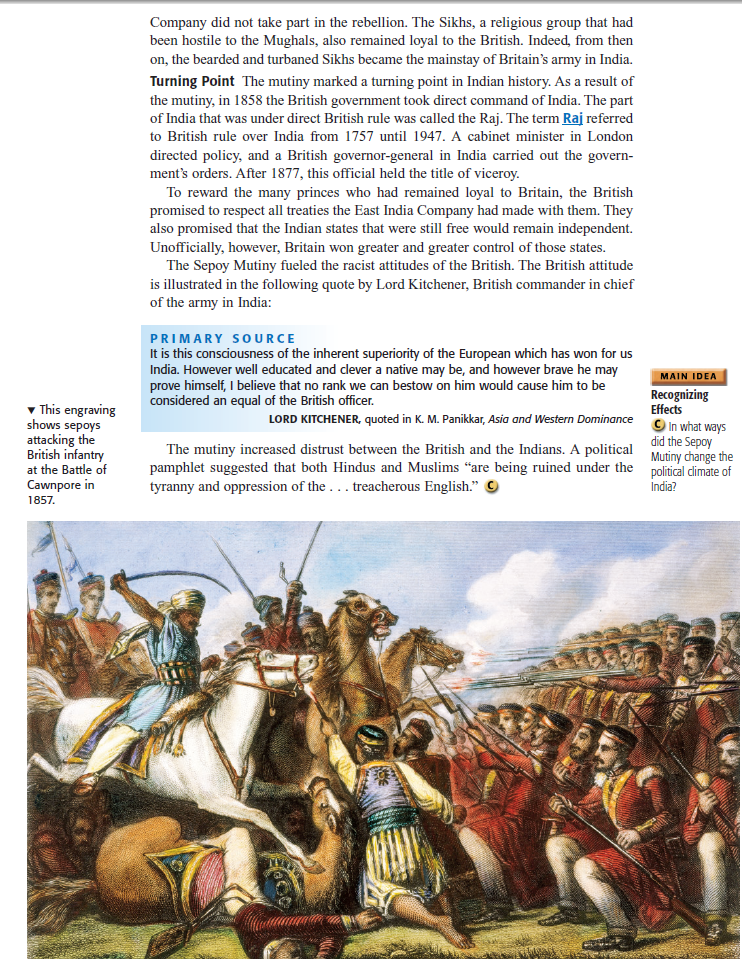 Company did not take part in the rebellion. The Sikhs, a religious group that had
been hostile to the Mughals, also remained loyal to the British. Indeed, from then
on, the bearded and turbaned Sikhs became the mainstay of Britain's army in India.
Turning Point The mutiny marked a turning point in Indian history. As a result of
the mutiny, in 1858 the British government took direct command of India. The part
of India that was under direct British rule was called the Raj. The term Raj referred
to British rule over India from 1757 until 1947. A cabinet minister in London
directed policy, and a British governor-general in India carried out the govern-
ment's orders. After 1877, this official held the title of viceroy.
To reward the many princes who had remained loyal to Britain, the British
promised to respect all treaties the East India Company had made with them. They
also promised that the Indian states that were still free would remain independent.
Unofficially, however, Britain won greater and greater control of those states.
The Sepoy Mutiny fueled the racist attitudes of the British. The British attitude
is illustrated in the following quote by Lord Kitchener, British commander in chief
of the army in India:
PRIMARY SOURCE
It is this consciousness of the inherent superiority of the European which has won for us
India. However well educated and clever a native may be, and however brave he may
prove himself, I believe that no rank we can bestow on him would cause him to be
considered an equal of the British officer.
LORD KITCHENER, quoted in K. M. Panikkar, Asia and Western Dominance
The mutiny increased distrust between the British and the Indians. A political
pamphlet suggested that both Hindus and Muslims “are being ruined under the
tyranny and oppression of the . . . treacherous English.” C
MAIN IDEA
Recognizing
Effects
C In what ways
did the Sepoy
Mutiny change the
political climate of
India?
▼ This engraving
shows sepoys
attacking the
British infantry
at the Battle of
Cawnpore in
1857.